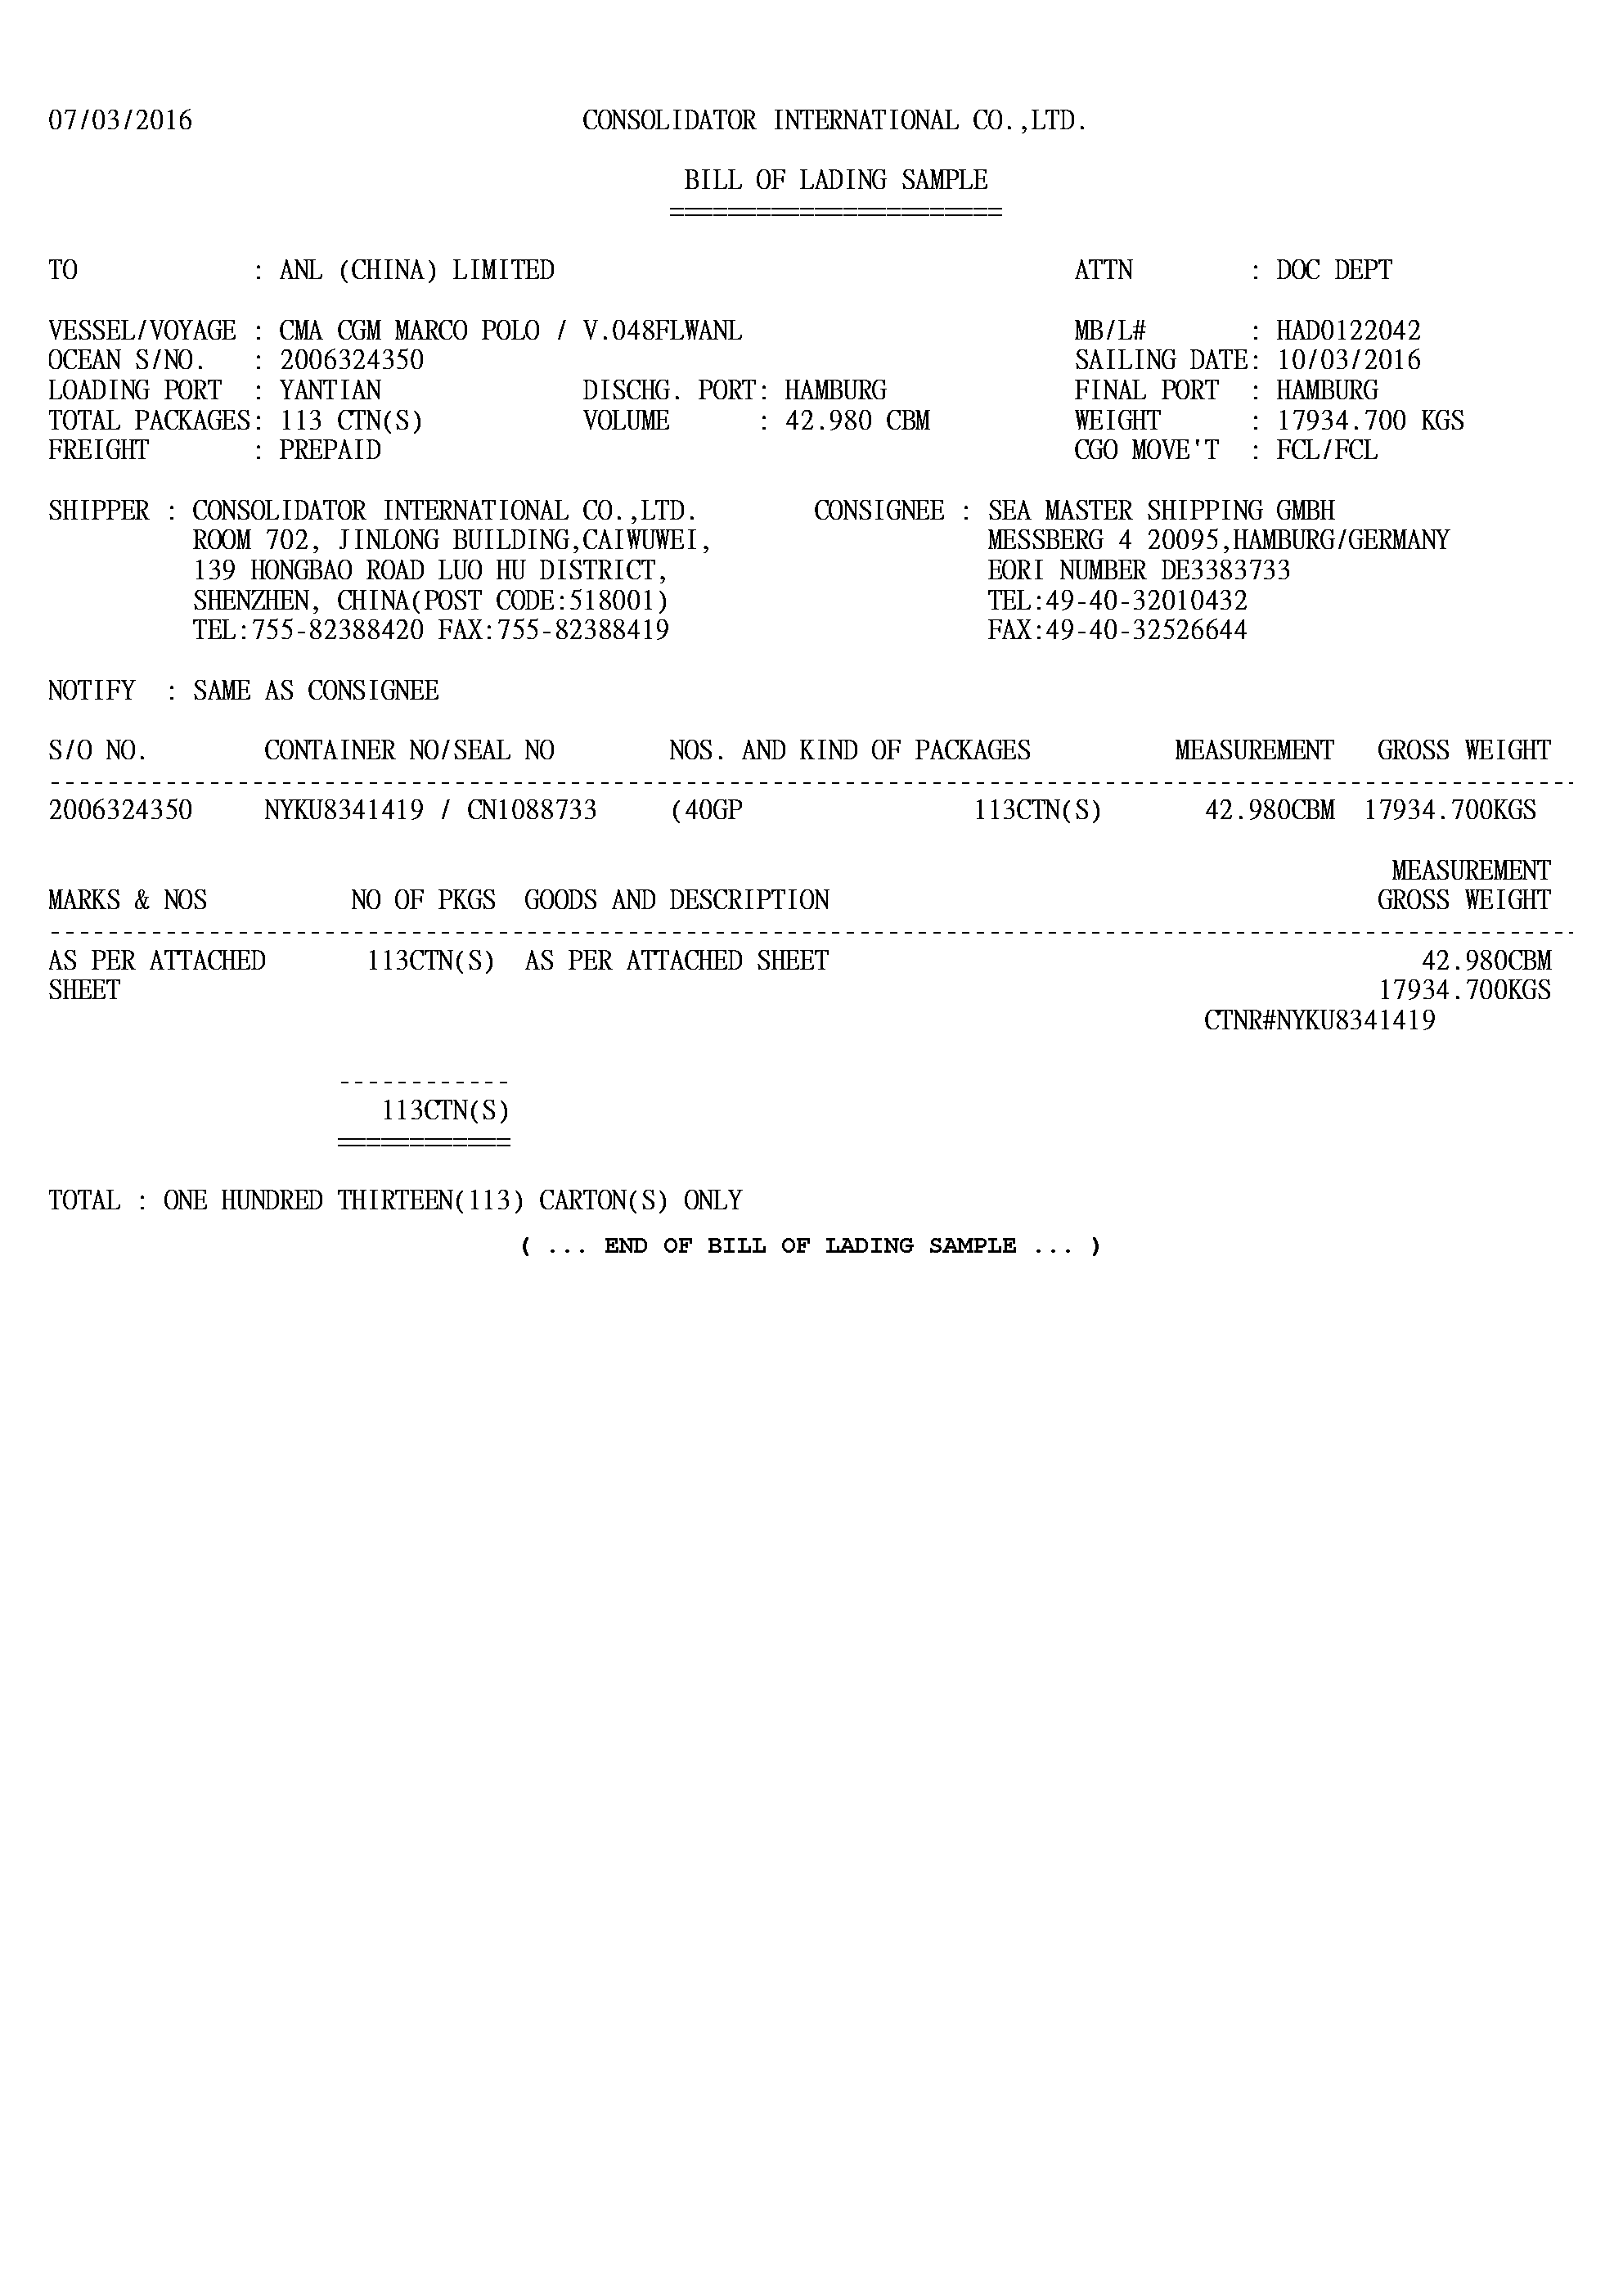 07/03/2016 CONSOLIDATOR INTERNATIONAL CO.,LTD.
BILL OF LADING SAMPLE
=======================
TO : ANL (CHINA) LIMITED ATTN : DOC DEPT
VESSEL/VOYAGE : CMA CGM MARCO POLO / V.048FLWANL MB/L# : HAD0122042
OCEAN S/NO. : 2006324350 SAILING DATE: 10/03/2016
LOADING PORT : YANTIAN DISCHG. PORT: HAMBURG FINAL PORT : HAMBURG
TOTAL PACKAGES: 113 CTN(S) VOLUME : 42.980 CBM WEIGHT : 17934.700 KGS
FREIGHT : PREPAID CGO MOVE'T : FCL/FCL
SHIPPER : CONSOLIDATOR INTERNATIONAL CO.,LTD. CONSIGNEE : SEA MASTER SHIPPING GMBH
ROOM 702, JINLONG BUILDING,CAIWUWEI, MESSBERG 4 20095,HAMBURG/GERMANY
139 HONGBAO ROAD LUO HU DISTRICT, EORI NUMBER DE3383733
SHENZHEN, CHINA(POST CODE:518001) TEL:49-40-32010432
TEL:755-82388420 FAX:755-82388419 FAX:49-40-32526644
NOTIFY : SAME AS CONSIGNEE
S/O NO. CONTAINER NO/SEAL NO NOS. AND KIND OF PACKAGES MEASUREMENT GROSS WEIGHT
2006324350 NYKU8341419 / CN1088733 (40GP 113CTN(S) 42.980CBM 17934.700KGS
MEASUREMENT
MARKS & NOS NO OF PKGS GOODS AND DESCRIPTION GROSS WEIGHT
AS PER ATTACHED 113CTN(S) AS PER ATTACHED SHEET 42.980CBM
SHEET 17934.700KGS
CTNR#NYKU8341419
------------
113CTN(S)
============
TOTAL : ONE HUNDRED THIRTEEN(113) CARTON(S) ONLY
( ... END OF BILL OF LADING SAMPLE ... )